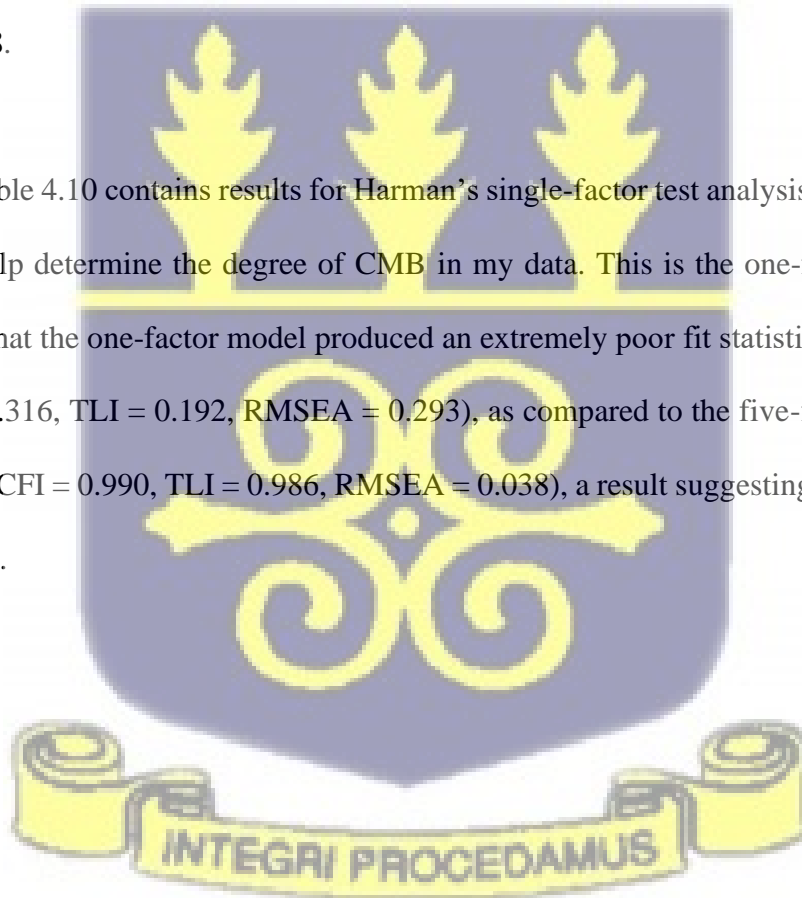 3.
ble 4.10 contains results for Harman’s single-factor test analysis
lp determine the degree of CMB in my data. This is the one-
hat the one-factor model produced an extremely poor fit statisti
.316, TLI = 0.192, RMSEA = 0.293), as compared to the five-
CFI = 0.990, TLI = 0.986, RMSEA = 0.038), a result suggesting
.
INTEGRI PROCEDAMUS